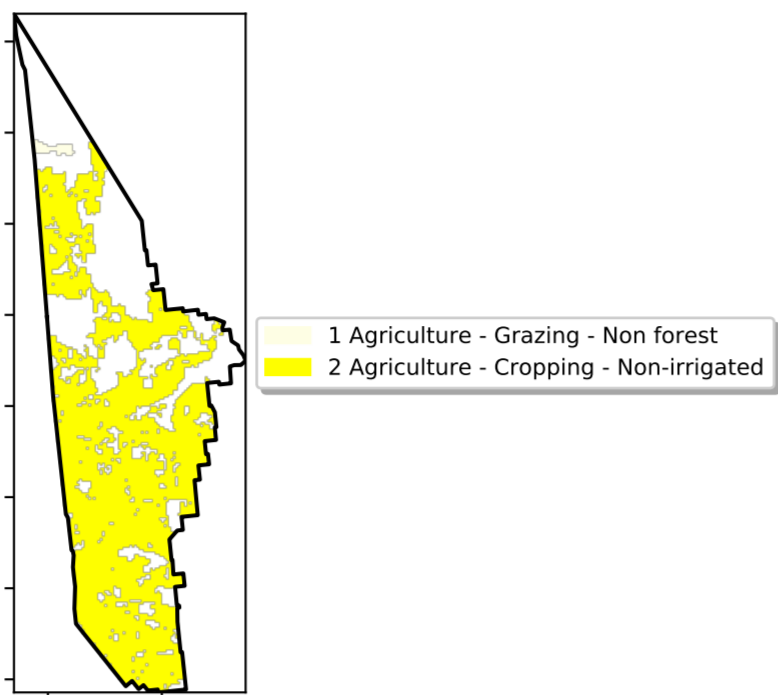 1 Agriculture - Grazing - Non forest
2 Agriculture - Cropping - Non-irrigated